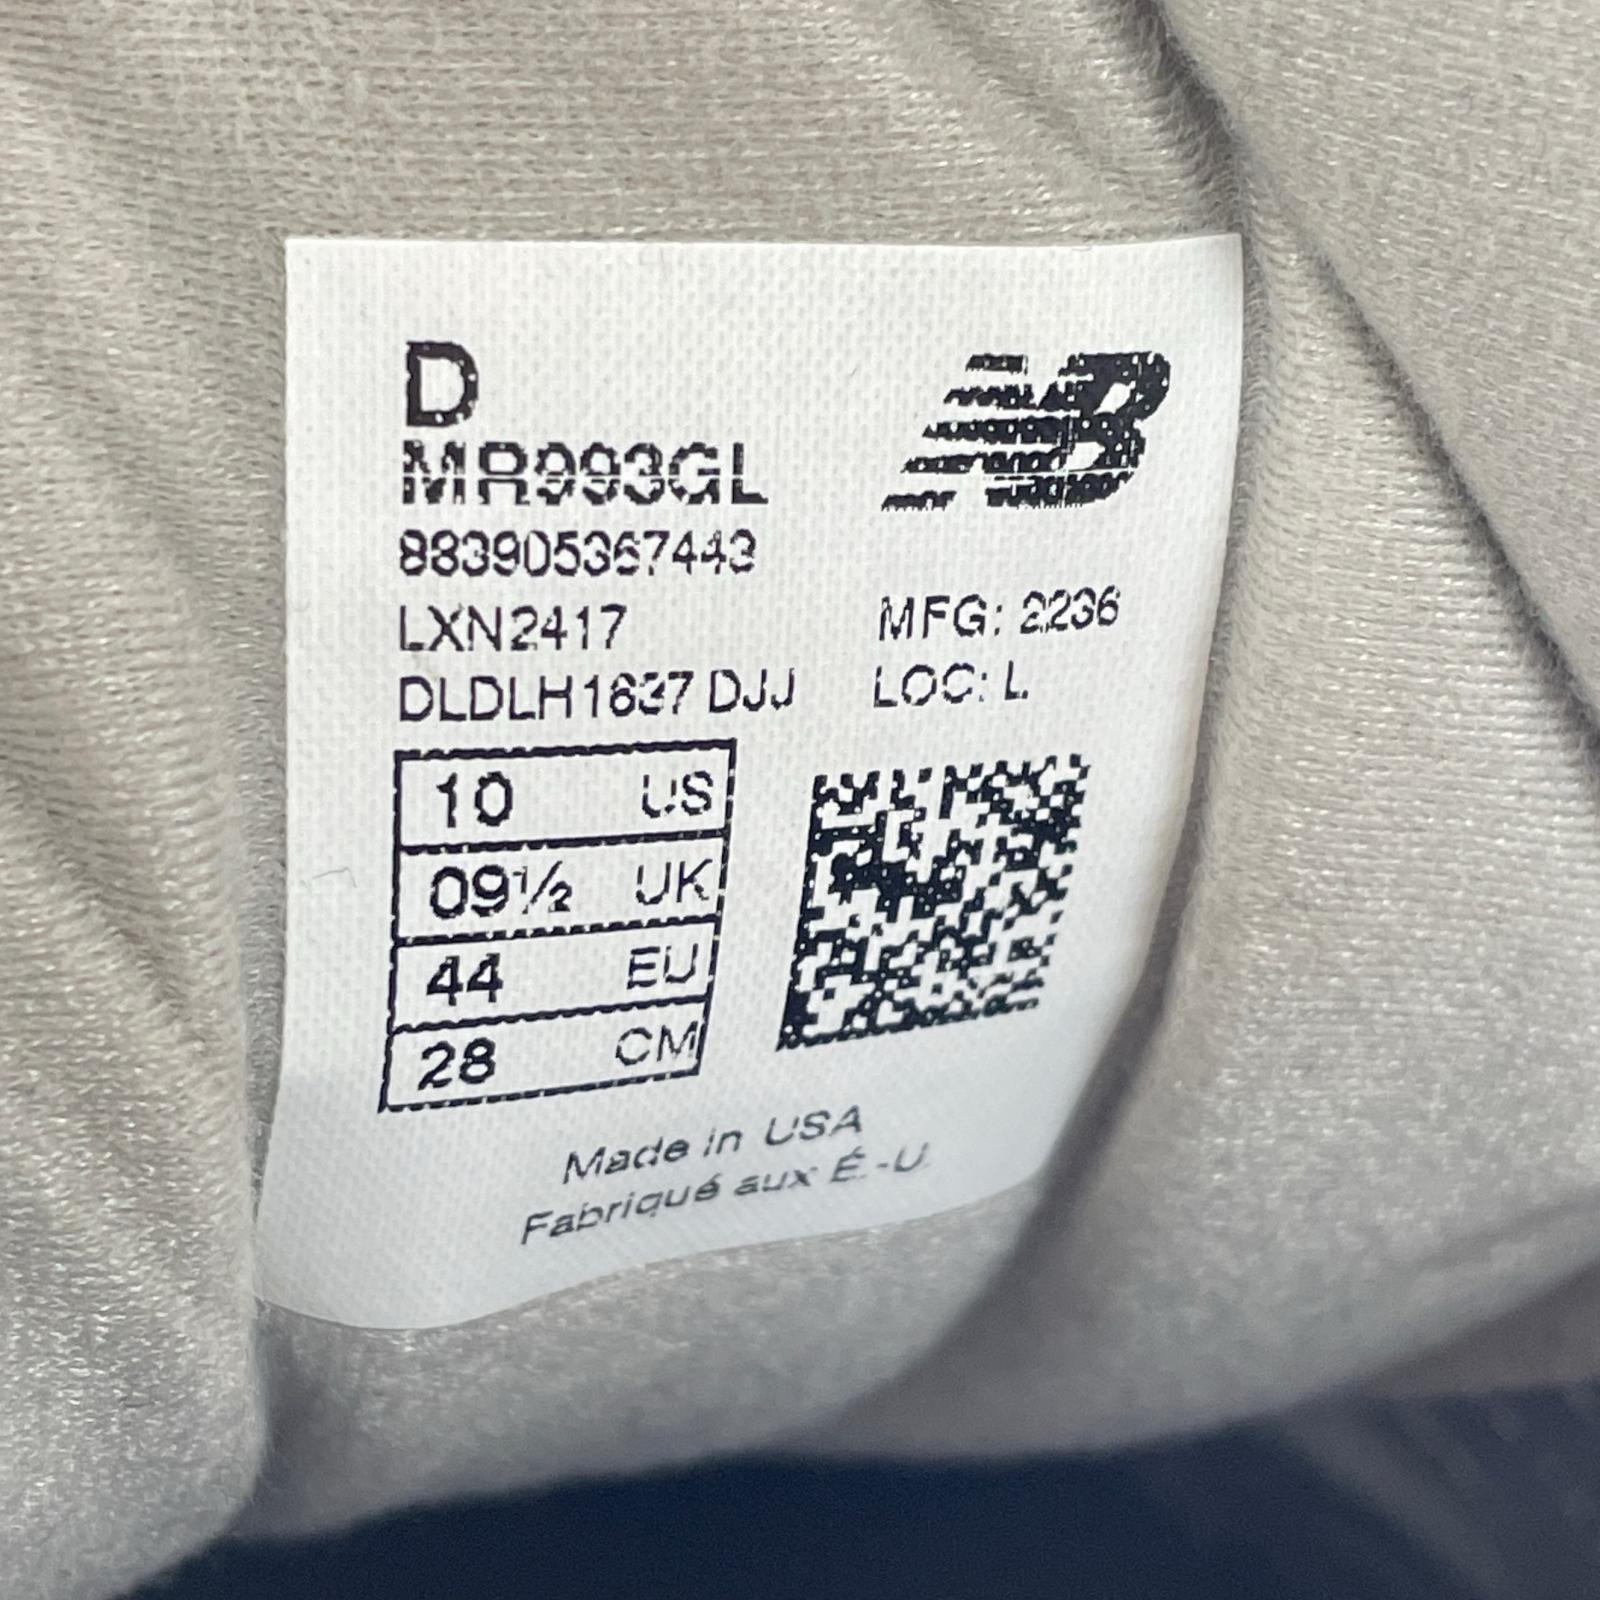 D
MR993GL
883905367443
LXN2417
MFG: 2236
DLDLH1637 DJJ
LOC: L
10 US
09½ UK
44 EU
28 CM
Made in USA
Fabriqué aux É.-U.